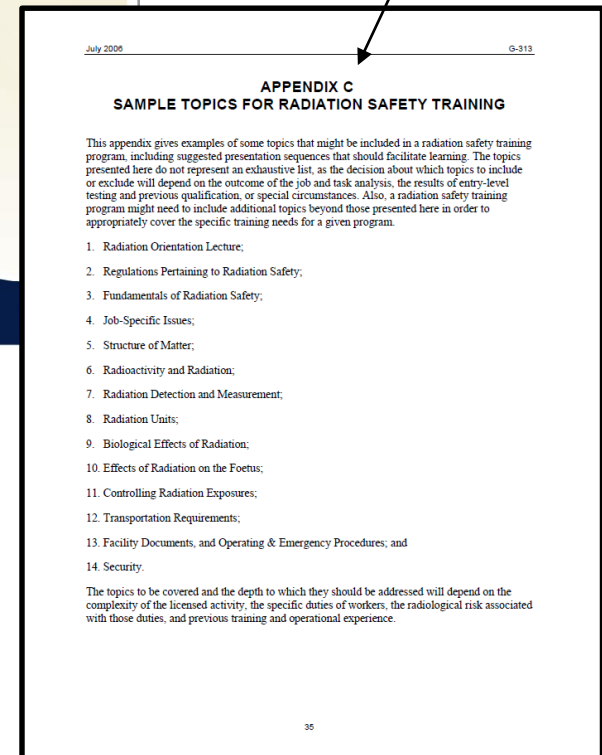 July 2006 G-313
APPENDIX C
SAMPLE TOPICS FOR RADIATION SAFETY TRAINING
This appendix gives examples of some topics that might be included in a radiation safety training
program, including suggested presentation sequences that should facilitate learning. The topics
presented here do not represent an exhaustive list, as the decision about which topics to include
or exclude will depend on the outcome of the job and task analysis, the results of entry-level
testing and previous qualification, or special circumstances. Also, a radiation safety training
program might need to include additional topics beyond those presented here in order to
appropriately cover the specific training needs for a given program.
1. Radiation Orientation Lecture;
2. Regulations Pertaining to Radiation Safety;
3. Fundamentals of Radiation Safety;
4. Job-Specific Issues;
5. Structure of Matter;
6. Radioactivity and Radiation;
7. Radiation Detection and Measurement;
8. Radiation Units;
9. Biological Effects of Radiation;
10. Effects of Radiation on the Foetus;
11. Controlling Radiation Exposures;
12. Transportation Requirements;
13. Facility Documents, and Operating & Emergency Procedures; and
14. Security.
The topics to be covered and the depth to which they should be addressed will depend on the
complexity of the licensed activity, the specific duties of workers, the radiological risk associated
with those duties, and previous training and operational experience.
35